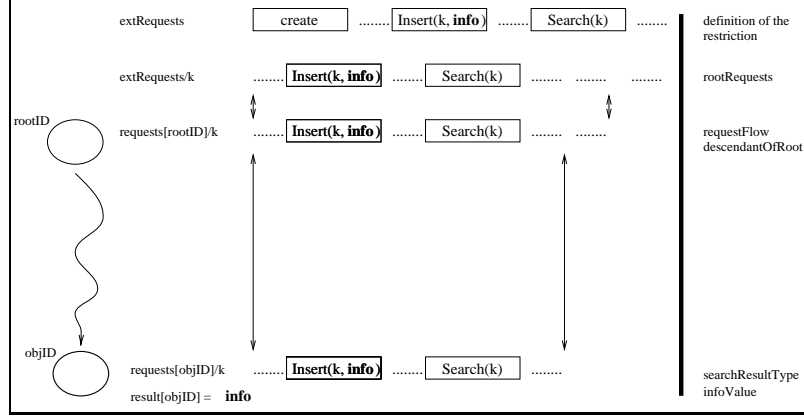 extRequests create ........ Insert(k, info) ........ Search(k) ........ definition of the
restriction
extRequests/k ........ Insert(k, info) ........ Search(k) ........ ........ ........ rootRequests
rootID
requests[rootID]/k ........ Insert(k, info) ........ Search(k) ........ ........ requestFlow
descendantOfRoot
objID
requests[objID]/k ........ Insert(k, info) ........ Search(k) ........ searchResultType
result[objID] = info infoValue